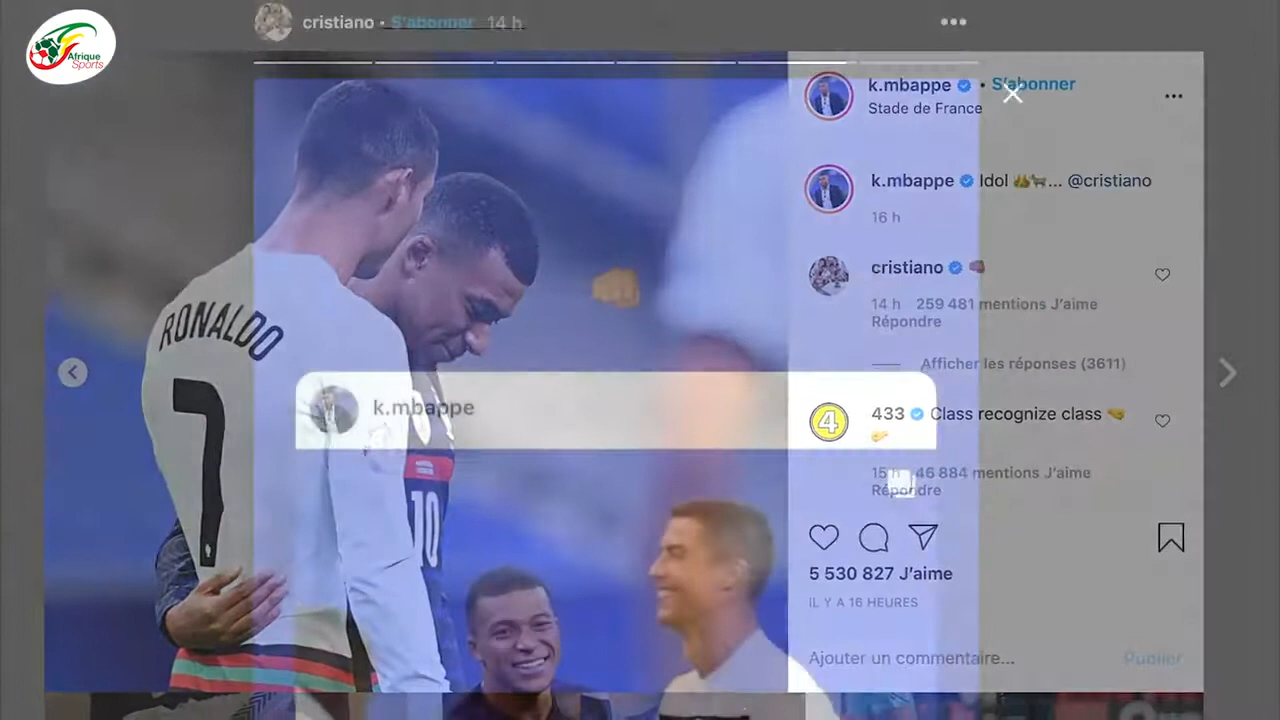 cristiano • S'abonner 14 h
Afrique
Sports
k.mbappe • S'abonner
Stade de France
k.mbappe Idol 👑🐐... @cristiano
16 h
cristiano 👊🏽
14 h 259 481 mentions J'aime
Répondre
Afficher les réponses (3611)
RONALDO
7
k.mbappe
433 Class recognize class 🤜
🤛
15 h 46 884 mentions J'aime
Répondre
10
5 530 827 J'aime
IL Y A 16 HEURES
Ajouter un commentaire...
Publier